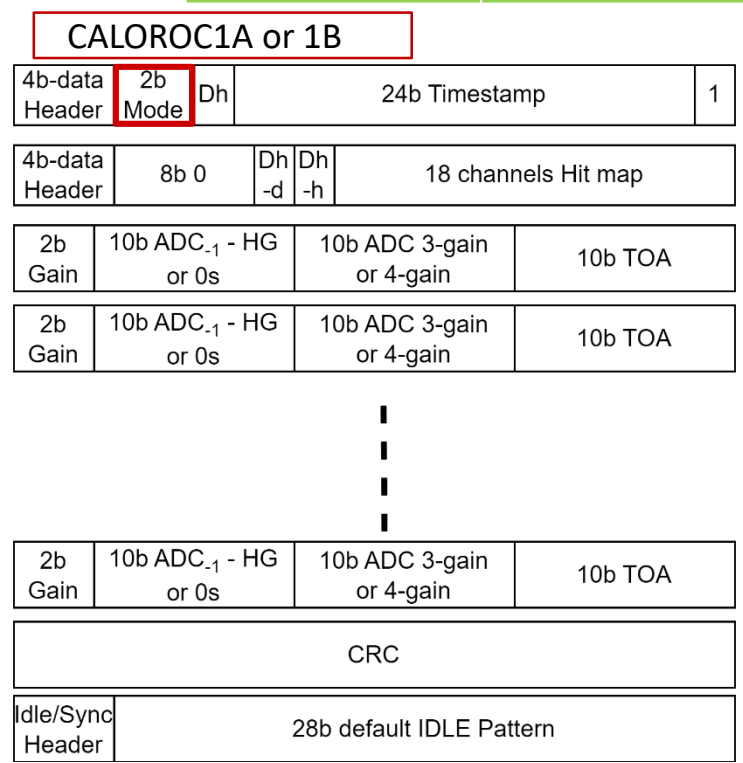 CALOROC1A or 1B
4b-data
Header
2b
Mode
Dh
24b Timestamp
1
4b-data
Header
8b 0
Dh
-d
Dh
-h
18 channels Hit map
2b
Gain
10b ADC-1 - HG
or 0s
10b ADC 3-gain
or 4-gain
10b TOA
2b
Gain
10b ADC-1 - HG
or 0s
10b ADC 3-gain
or 4-gain
10b TOA
2b
Gain
10b ADC-1 - HG
or 0s
10b ADC 3-gain
or 4-gain
10b TOA
CRC
Idle/Sync
Header
28b default IDLE Pattern